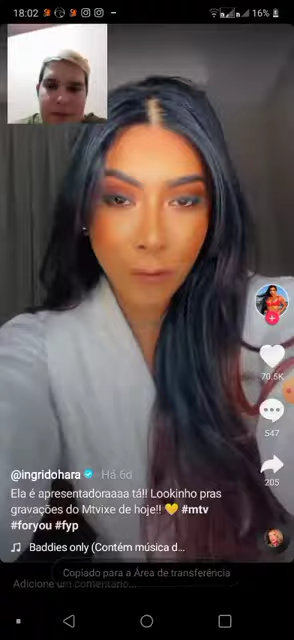 18:02
16%
70.5K
547
205
@ingridohara Há 6d
Ela é apresentadoraaaa tá!! Lookinho pras
gravações do Mtvixe de hoje!! 💛 #mtv
#foryou #fyp
Baddies only (Contém música d...
Copiado para a Área de transferência
Adicione um comentário...